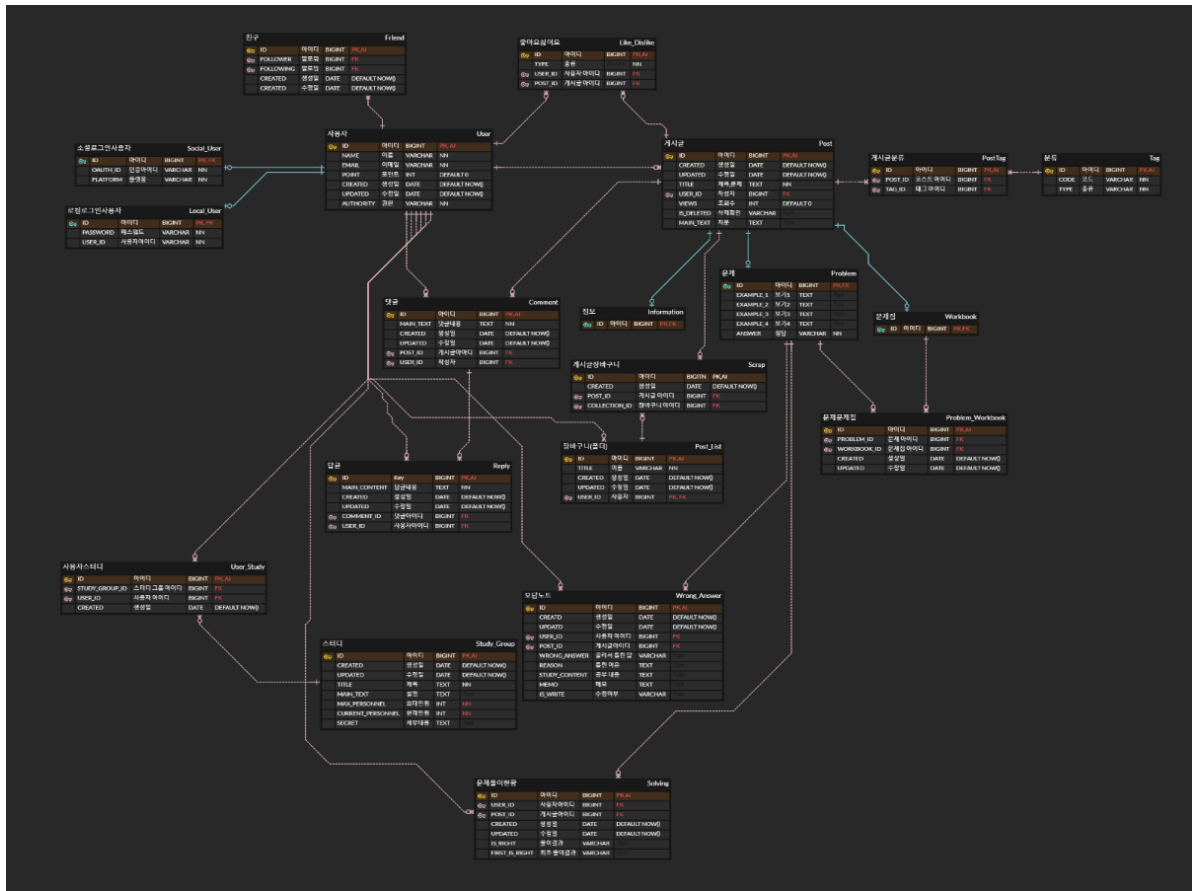 친구 Friend
ID 아이디 BIGINT PK,AI
FOLLOWER 팔로워 BIGINT FK
FOLLOWING 팔로잉 BIGINT FK
CREATED 생성일 DATE DEFAULT NOW()
CREATED 수정일 DATE DEFAULT NOW()
좋아요싫어요 Like_Dislike
ID 아이디 BIGINT PK,AI
TYPE 종류 NN
USER_ID 사용자 아이디 BIGINT FK
POST_ID 게시글 아이디 BIGINT FK
사용자 User
ID 아이디 BIGINT PK,AI
NAME 이름 VARCHAR NN
EMAIL 이메일 VARCHAR NN
POINT 포인트 INT DEFAULT 0
CREATED 생성일 DATE DEFAULT NOW()
UPDATED 수정일 DATE DEFAULT NOW()
AUTHORITY 권한 VARCHAR NN
소셜로그인사용자 Social_User
ID 아이디 BIGINT PK, FK
OAUTH_ID 인증아이디 VARCHAR NN
PLATFORM 플랫폼 VARCHAR NN
로컬로그인사용자 Local_User
ID 아이디 BIGINT PK, FK
PASSWORD 패스워드 VARCHAR NN
USER_ID 사용자아이디 VARCHAR NN
게시글 Post
ID 아이디 BIGINT PK,AI
CREATED 생성일 DATE DEFAULT NOW()
UPDATED 수정일 DATE DEFAULT NOW()
TITLE 제목,문제 TEXT NN
USER_ID 작성자 BIGINT FK
VIEWS 조회수 INT DEFAULT 0
IS_DELETED 삭제확인 VARCHAR
MAIN_TEXT 지문 TEXT
게시글분류 PostTag
ID 아이디 BIGINT PK,AI
POST_ID 포스트 아이디 BIGINT FK
TAG_ID 태그 아이디 BIGINT FK
분류 Tag
ID 아이디 BIGINT PK,AI
CODE 코드 VARCHAR NN
TYPE 종류 VARCHAR NN
댓글 Comment
ID 아이디 BIGINT PK,AI
MAIN_TEXT 댓글내용 TEXT NN
CREATED 생성일 DATE DEFAULT NOW()
UPDATED 수정일 DATE DEFAULT NOW()
POST_ID 게시글아이디 BIGINT FK
USER_ID 작성자 BIGINT FK
정보 Information
ID 아이디 BIGINT PK,FK
문제 Problem
ID 아이디 BIGINT PK,FK
EXAMPLE_1 보기1 TEXT
EXAMPLE_2 보기2 TEXT
EXAMPLE_3 보기3 TEXT
EXAMPLE_4 보기4 TEXT
ANSWER 정답 VARCHAR NN
문제집 Workbook
ID 아이디 BIGINT PK,FK
게시글장바구니 Scrap
ID 아이디 BIGITN PK,AI
CREATED 생성일 DATE DEFAULT NOW()
POST_ID 게시글 아이디 BIGINT FK
COLLECTION_ID 장바구니 아이디 BIGINT FK
문제문제집 Problem_Workbook
ID 아이디 BIGINT PK,AI
PROBLEM_ID 문제 아이디 BIGINT FK
WORKBOOK_ID 문제집 아이디 BIGINT FK
CREATED 생성일 DATE DEFAULT NOW()
UPDATED 수정일 DATE DEFAULT NOW()
장바구니(폴더) Post_List
ID 아이디 BIGINT PK,AI
TITLE 이름 VARCHAR NN
CREATED 생성일 DATE DEFAULT NOW()
UPDATED 수정일 DATE DEFAULT NOW()
USER_ID 사용자 BIGINT PK, FK
답글 Reply
ID Key BIGINT PK,AI
MAIN_CONTENT 답글내용 TEXT NN
CREATED 생성일 DATE DEFAULT NOW()
UPDATED 수정일 DATE DEFAULT NOW()
COMMENT_ID 댓글아이디 BIGINT FK
USER_ID 사용자아이디 BIGINT FK
사용자스터디 User_Study
ID 아이디 BIGINT PK,AI
STUDY_GROUP_ID 스터디 그룹 아이디 BIGINT FK
USER_ID 사용자 아이디 BIGINT FK
CREATED 생성일 DATE DEFAULT NOW()
오답노트 Wrong_Answer
ID 아이디 BIGINT PK,AI
CREATD 생성일 DATE DEFAULT NOW()
UPDATD 수정일 DATE DEFAULT NOW()
USER_ID 사용자 아이디 BIGINT FK
POST_ID 게시글아이디 BIGINT FK
WRONG_ANSWER 골라서 틀린 답 VARCHAR
REASON 틀린 이유 TEXT
STUDY_CONTENT 공부 내용 TEXT
MEMO 메모 TEXT
IS_WRITE 수정여부 VARCHAR
스터디 Study_Group
ID 아이디 BIGINT PK,AI
CREATED 생성일 DATE DEFAULT NOW()
UPDATED 수정일 DATE DEFAULT NOW()
TITLE 제목 TEXT NN
MAIN_TEXT 설명 TEXT
MAX_PERSONNEL 최대인원 INT NN
CURRENT_PERSONNEL 현재인원 INT NN
SECRET 세부내용 TEXT
문제풀이현황 Solving
ID 아이디 BIGINT PK,AI
USER_ID 사용자아이디 BIGINT FK
POST_ID 게시글아이디 BIGINT FK
CREATED 생성일 DATE DEFAULT NOW()
UPDATED 수정일 DATE DEFAULT NOW()
IS_RIGHT 풀이결과 VARCHAR
FIRST_IS_RIGHT 최초 풀이결과 VARCHAR